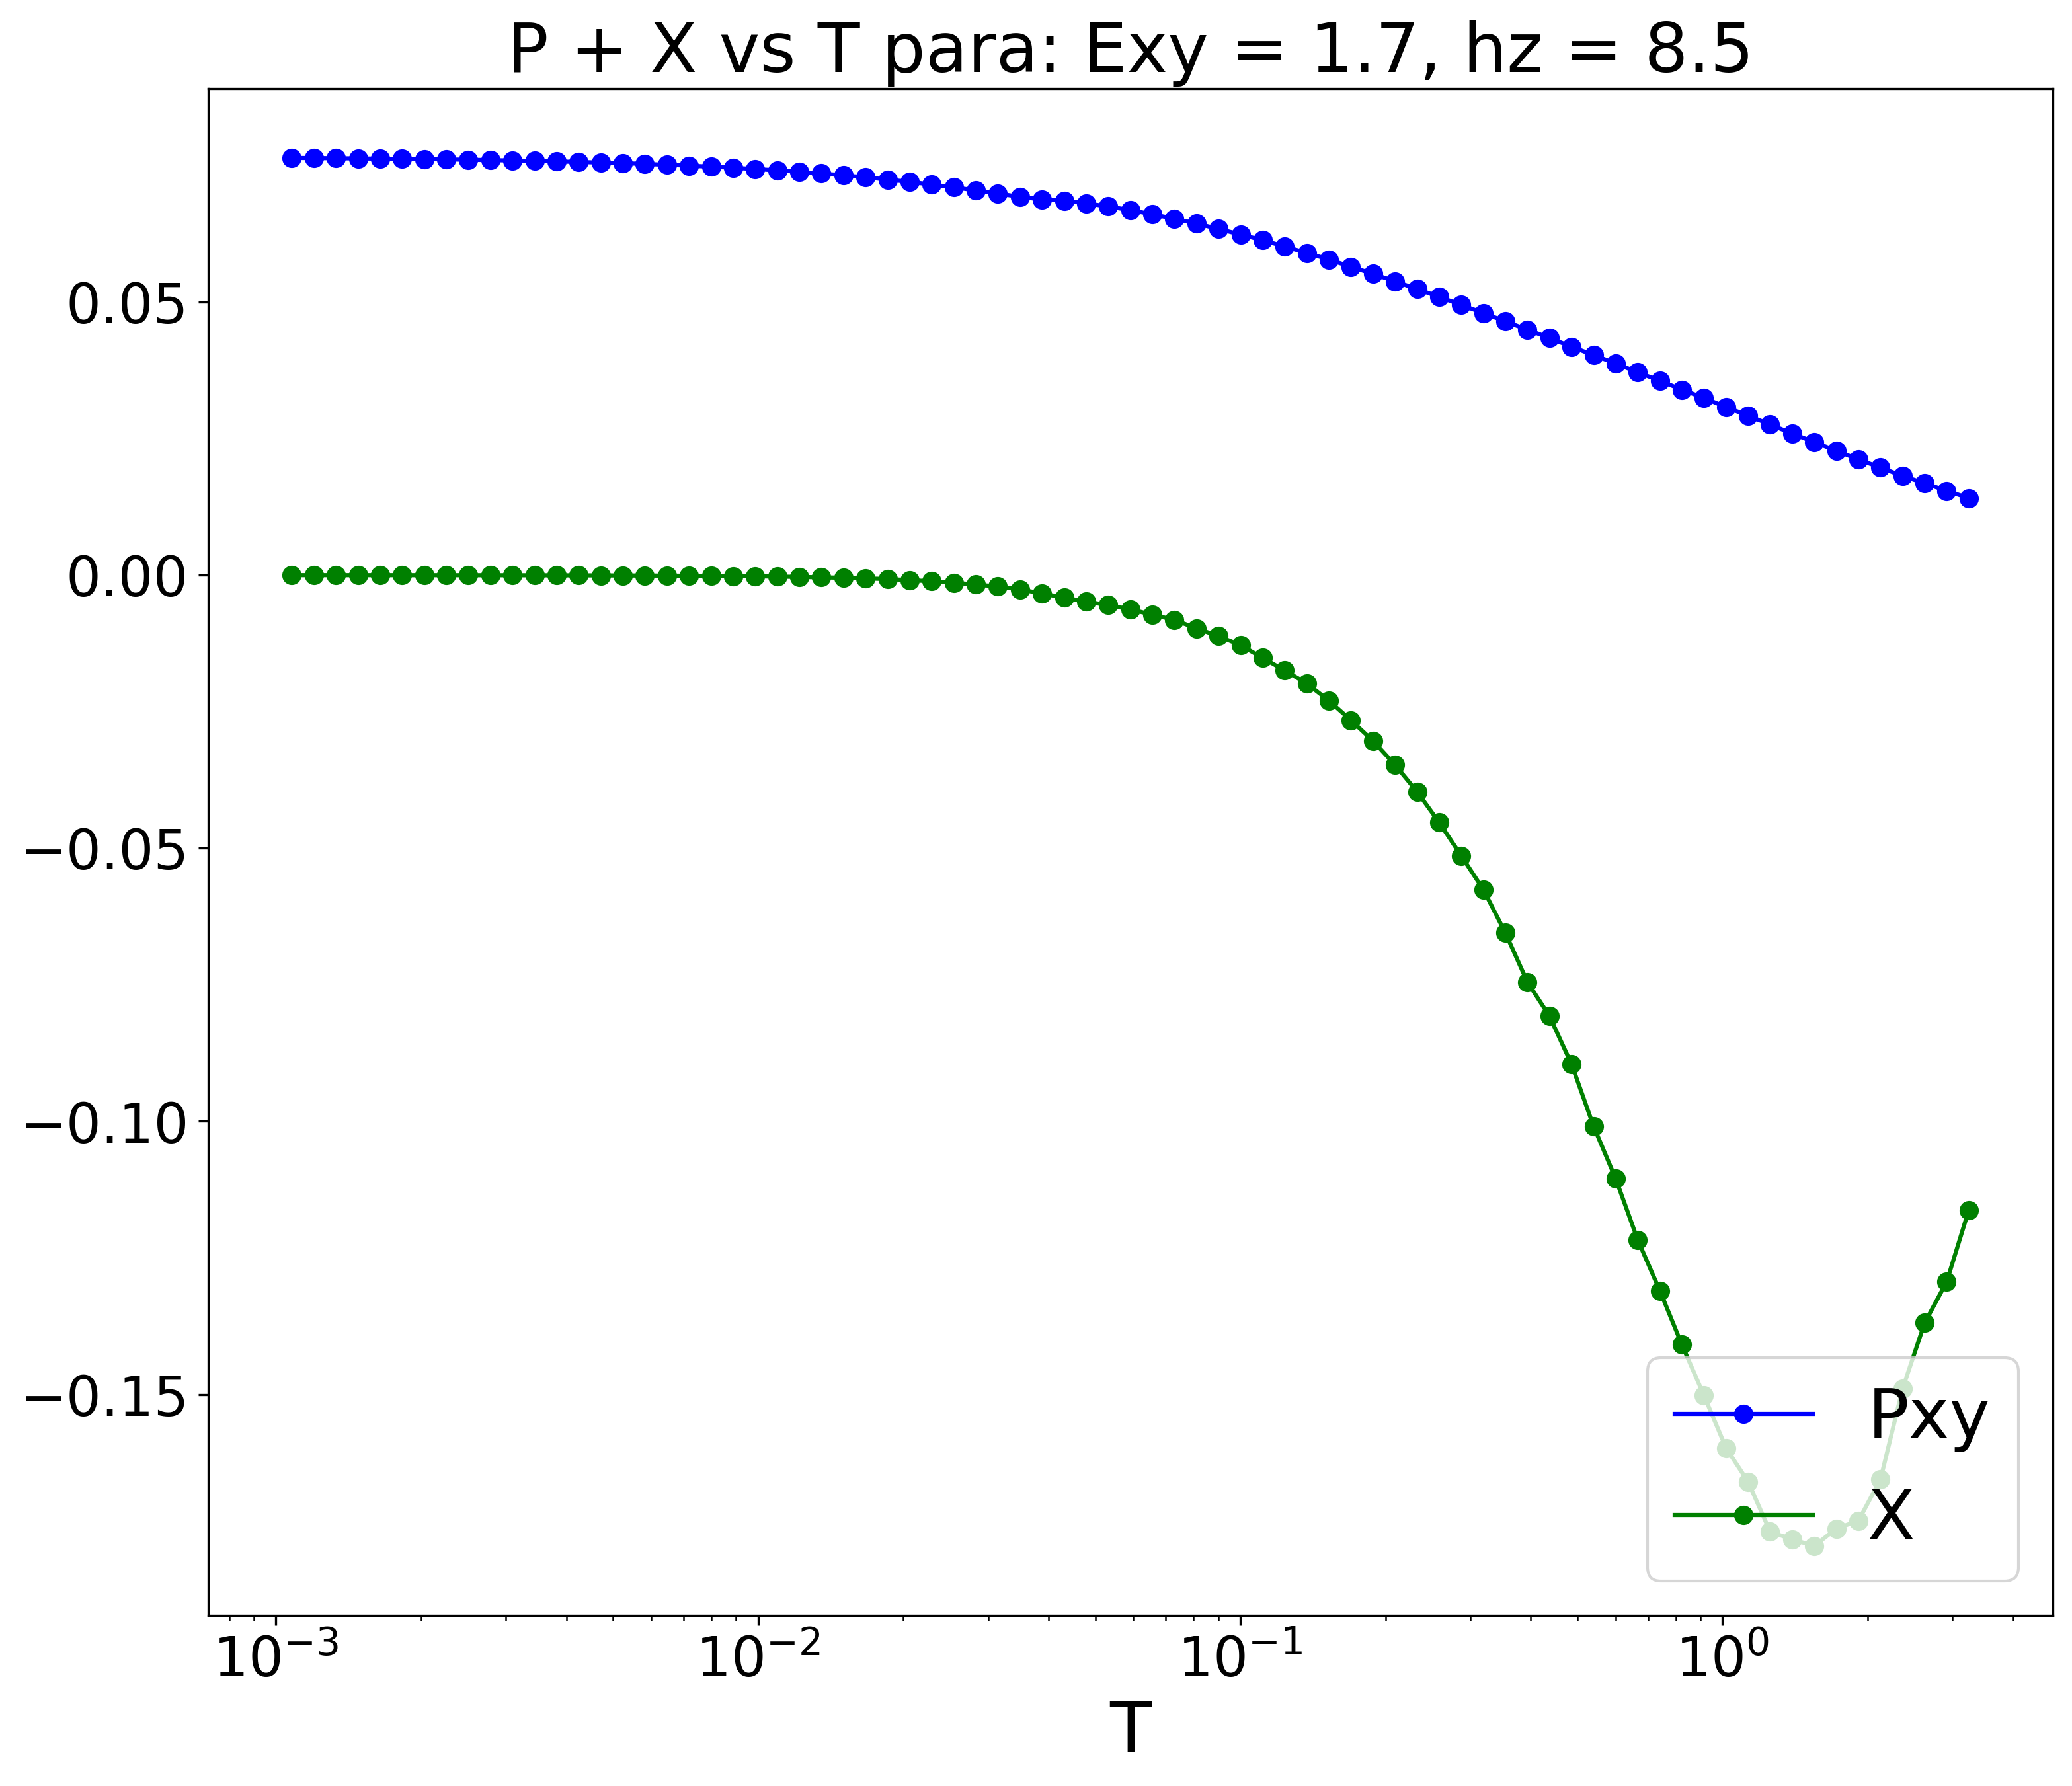 P + X vs T para: Exy = 1.7, hz = 8.5
0.05
0.00
−0.05
−0.10
−0.15
Pxy
X
10⁻³ 10⁻² 10⁻¹ 10⁰
T